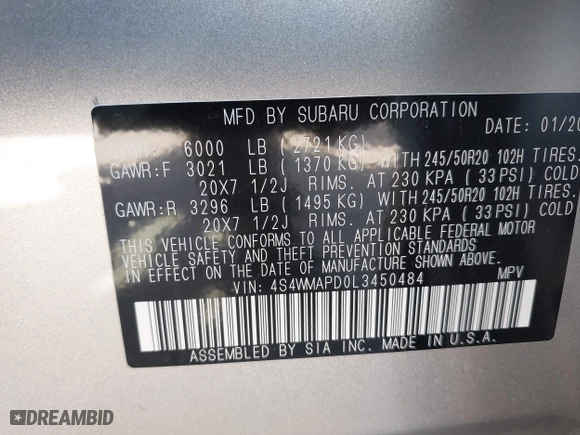 MFD BY SUBARU CORPORATION
DATE: 01/20
GVWR: 6000 LB ( 2721 KG)
GAWR:F 3021 LB ( 1370 KG) WITH 245/50R20 102H TIRES.
20X7 1/2J RIMS. AT 230 KPA ( 33 PSI) COLD
GAWR:R 3296 LB ( 1495 KG) WITH 245/50R20 102H TIRES.
20X7 1/2J RIMS. AT 230 KPA ( 33 PSI) COLD
THIS VEHICLE CONFORMS TO ALL APPLICABLE FEDERAL MOTOR
VEHICLE SAFETY AND THEFT PREVENTION STANDARDS
IN EFFECT ON THE DATE OF MANUFACTURE SHOWN ABOVE.
VIN: 4S4WMAPD0L3450484 MPV
ASSEMBLED BY SIA INC. MADE IN U.S.A.
DREAMBID